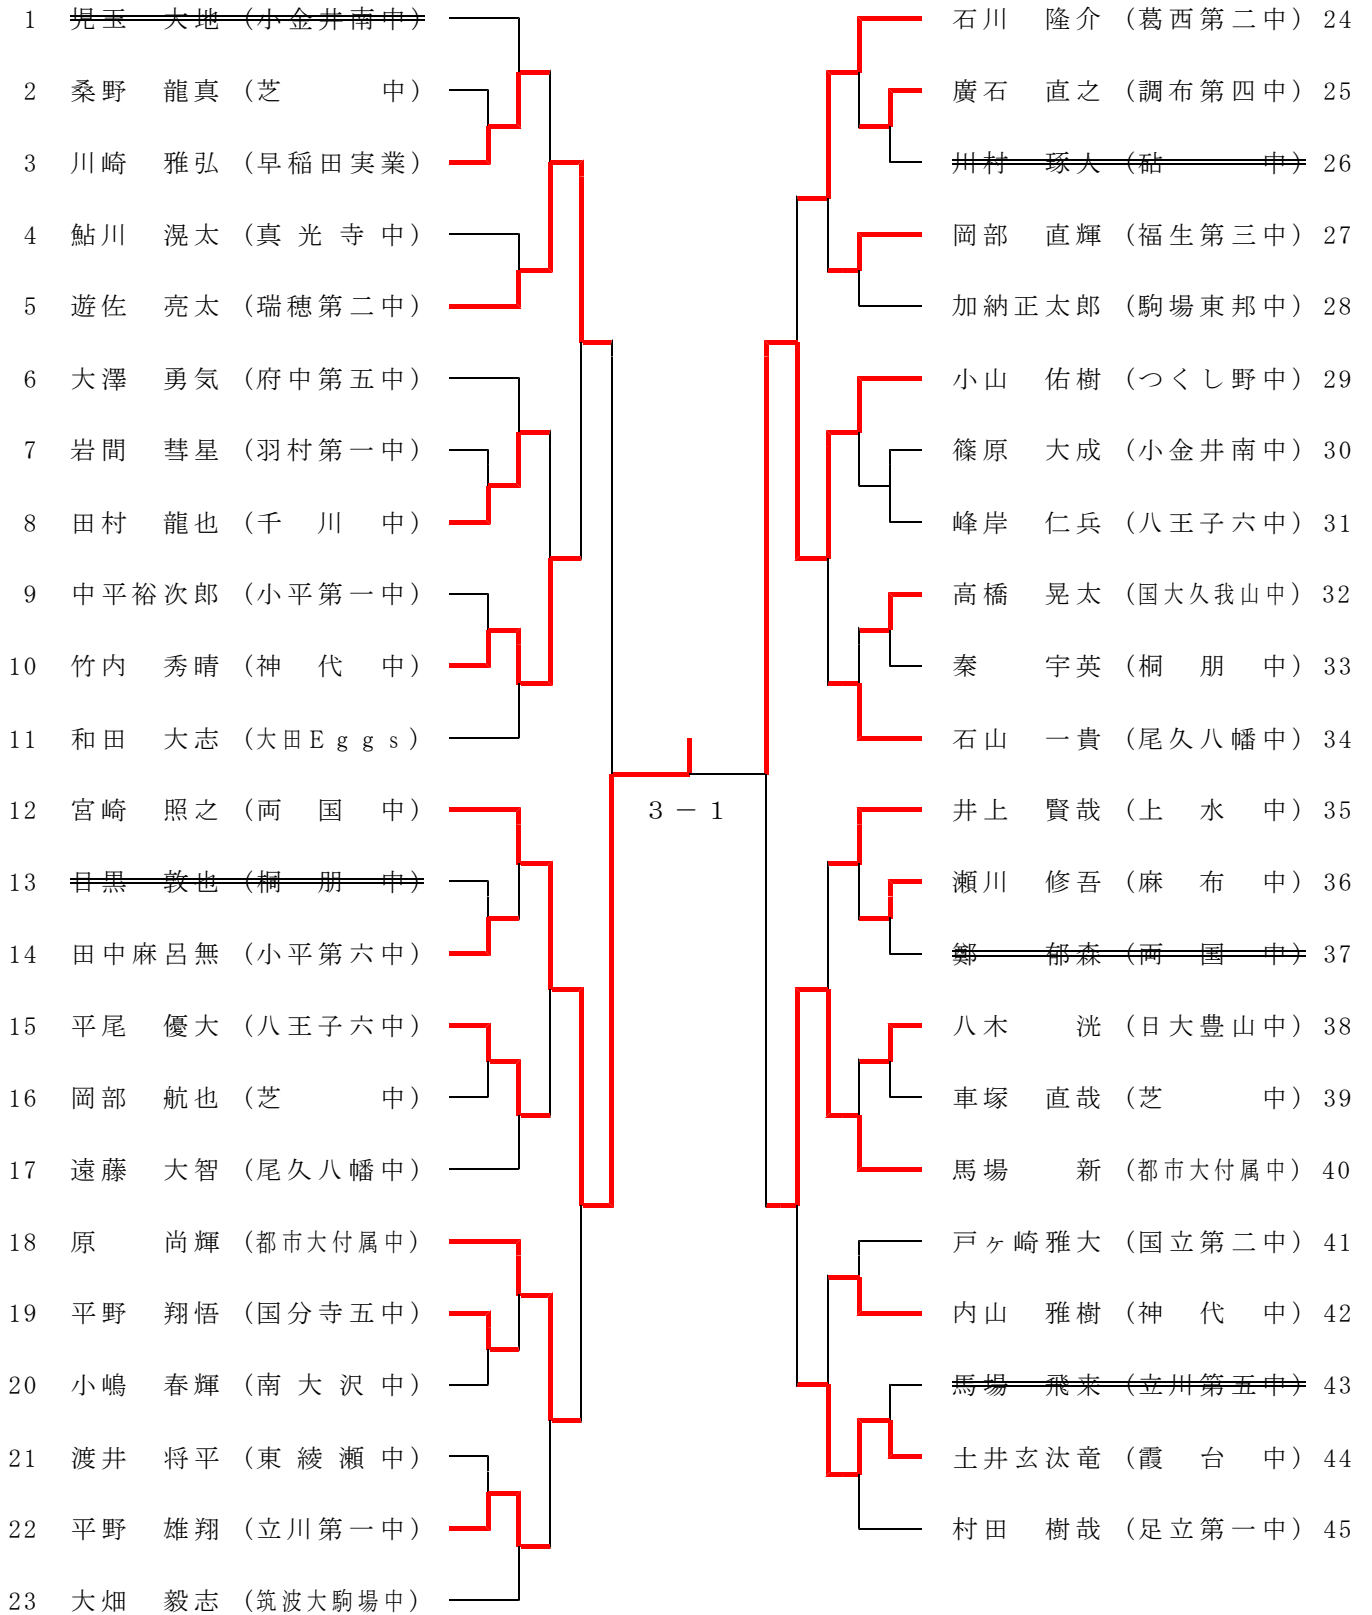 1 児玉 大地 (小金井南中)
2 桑野 龍真 (芝 中)
3 川崎 雅弘 (早稲田実業)
4 鮎川 滉太 (真光寺中)
5 遊佐 亮太 (瑞穂第二中)
6 大澤 勇気 (府中第五中)
7 岩間 彗星 (羽村第一中)
8 田村 龍也 (千川中)
9 中平裕次郎 (小平第一中)
10 竹内 秀晴 (神代中)
11 和田 大志 (大田Eggs)
12 宮崎 照之 (両国中)
13 目黒 敦也 (桐朋中)
14 田中麻呂無 (小平第六中)
15 平尾 優大 (八王子六中)
16 岡部 航也 (芝 中)
17 遠藤 大智 (尾久八幡中)
18 原 尚輝 (都市大付属中)
19 平野 翔悟 (国分寺五中)
20 小嶋 春輝 (南大沢中)
21 渡井 将平 (東綾瀬中)
22 平野 雄翔 (立川第一中)
23 大畑 毅志 (筑波大駒場中)
3－1
石川 隆介 (葛西第二中) 24
廣石 直之 (調布第四中) 25
川村 琢人 (砧 中) 26
岡部 直輝 (福生第三中) 27
加納正太郎 (駒場東邦中) 28
小山 佑樹 (つくし野中) 29
篠原 大成 (小金井南中) 30
峰岸 仁兵 (八王子六中) 31
高橋 晃太 (国大久我山中) 32
秦 宇英 (桐朋中) 33
石山 一貴 (尾久八幡中) 34
井上 賢哉 (上水中) 35
瀬川 修吾 (麻布中) 36
鄭 郁森 (両国中) 37
八木 洸 (日大豊山中) 38
車塚 直哉 (芝 中) 39
馬場 新 (都市大付属中) 40
戸ヶ崎雅大 (国立第二中) 41
内山 雅樹 (神代中) 42
馬場 飛来 (立川第五中) 43
土井玄汰竜 (霞台中) 44
村田 樹哉 (足立第一中) 45